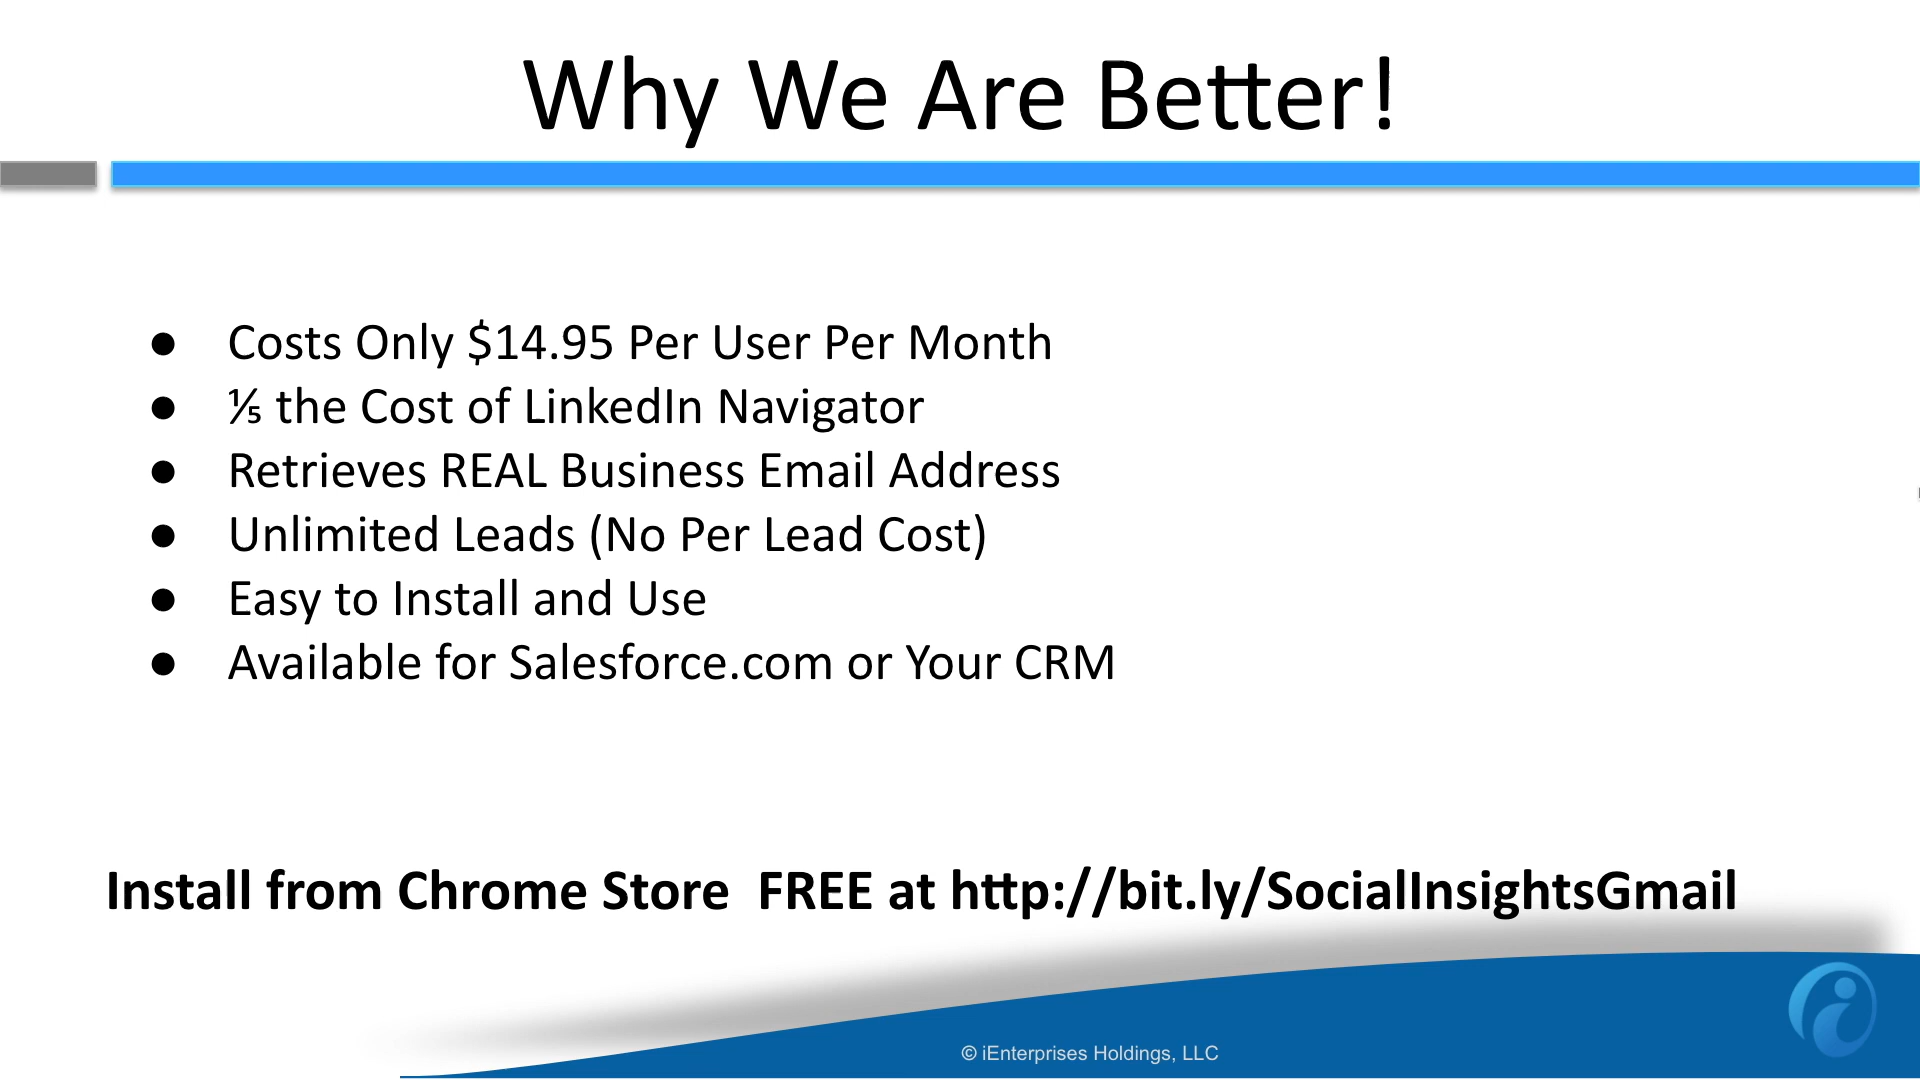 Why We Are Better!
● Costs Only $14.95 Per User Per Month
● ⅕ the Cost of LinkedIn Navigator
● Retrieves REAL Business Email Address
● Unlimited Leads (No Per Lead Cost)
● Easy to Install and Use
● Available for Salesforce.com or Your CRM
Install from Chrome Store  FREE at http://bit.ly/SocialInsightsGmail
© iEnterprises Holdings, LLC